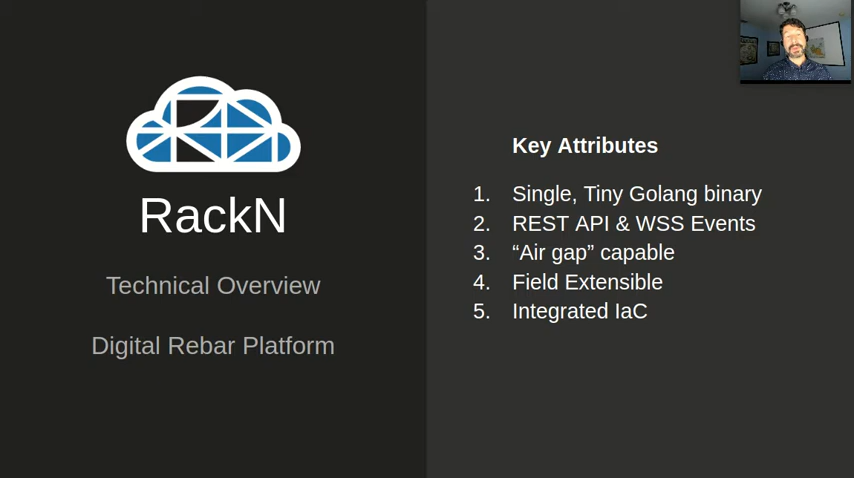 RackN
Technical Overview
Digital Rebar Platform
Key Attributes
1. Single, Tiny Golang binary
2. REST API & WSS Events
3. “Air gap” capable
4. Field Extensible
5. Integrated IaC